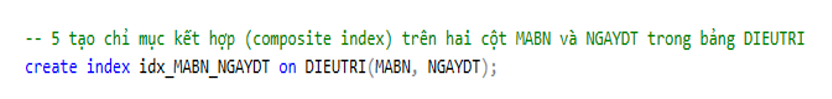 -- 5 tạo chỉ mục kết hợp (composite index) trên hai cột MABN và NGAYDT trong bảng DIEUTRI
create index idx_MABN_NGAYDT on DIEUTRI(MABN, NGAYDT);